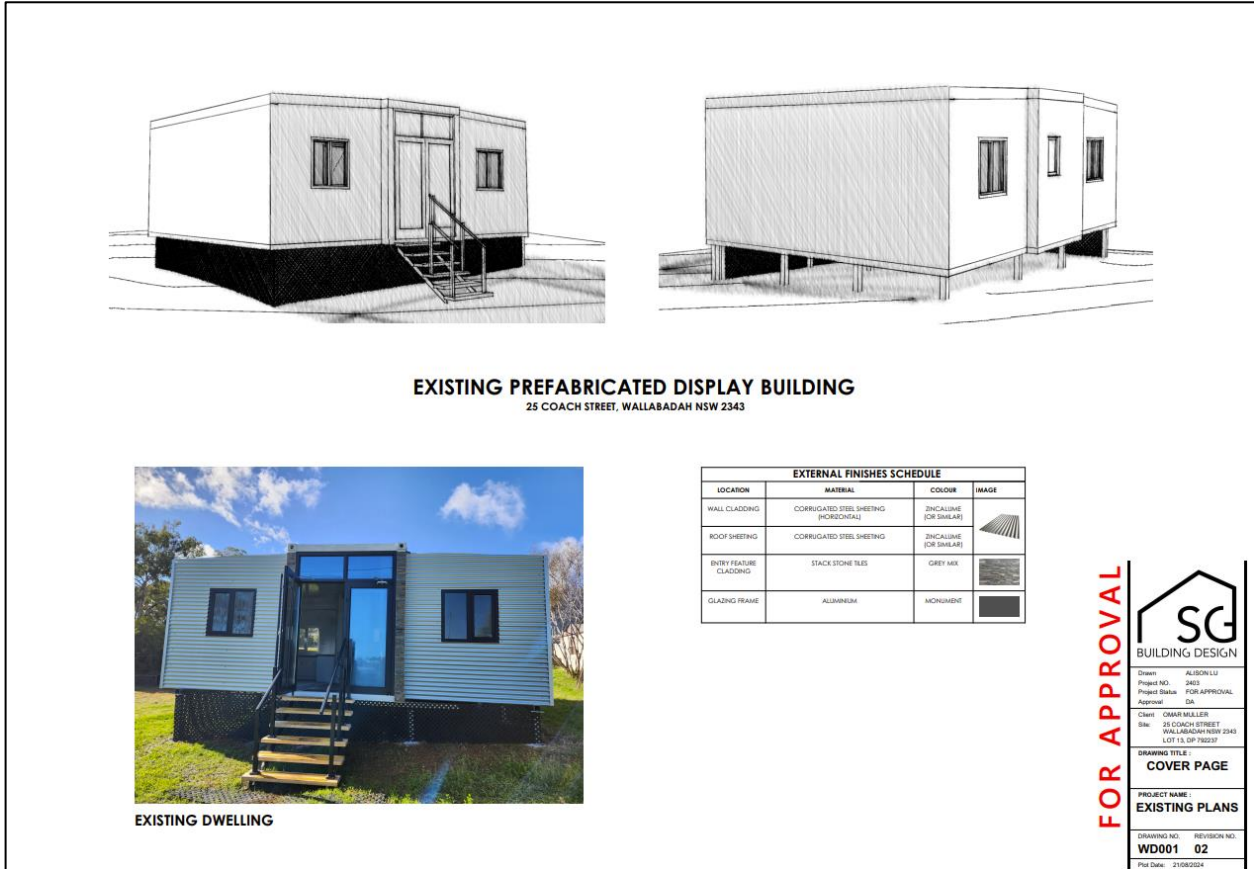 EXISTING PREFABRICATED DISPLAY BUILDING
25 COACH STREET, WALLABADAH NSW 2343
EXISTING DWELLING
EXTERNAL FINISHES SCHEDULE
LOCATION MATERIAL COLOUR IMAGE
WALL CLADDING CORRUGATED STEEL SHEETING (HORIZONTAL) ZINCALUME (OR SIMILAR)
ROOF SHEETING CORRUGATED STEEL SHEETING ZINCALUME (OR SIMILAR)
ENTRY FEATURE CLADDING STACK STONE TILES GREY MIX
GLAZING FRAME ALUMINIUM MONUMENT
FOR APPROVAL
SG
BUILDING DESIGN
Drawn ALISON LU
Project NO. 2403
Project Status FOR APPROVAL
Approval DA
Client OMAR MULLER
Site: 25 COACH STREET
WALLABADAH NSW 2343
LOT 13, DP 792237
DRAWING TITLE :
COVER PAGE
PROJECT NAME :
EXISTING PLANS
DRAWING NO. REVISION NO.
WD001 02
Plot Date: 21/08/2024